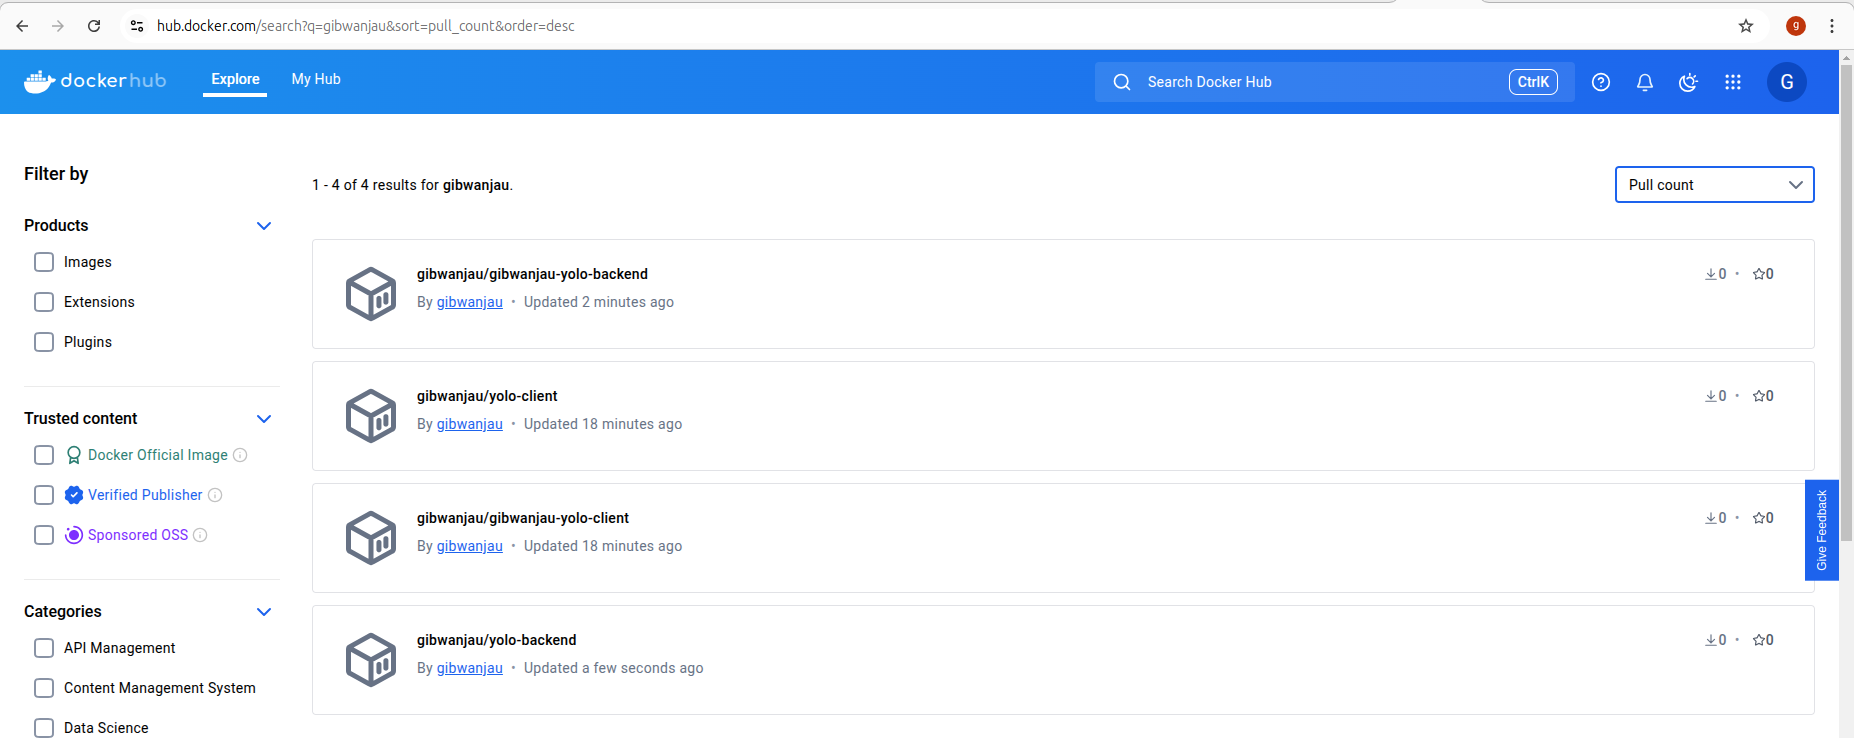 hub.docker.com/search?q=gibwanjau&sort=pull_count&order=desc
g
dockerhub
Explore
My Hub
Search Docker Hub
CtrlK
G
Filter by
Products
Images
Extensions
Plugins
Trusted content
Docker Official Image
Verified Publisher
Sponsored OSS
Categories
API Management
Content Management System
Data Science
1 - 4 of 4 results for gibwanjau.
Pull count
gibwanjau/gibwanjau-yolo-backend
0 • 0
By gibwanjau • Updated 2 minutes ago
gibwanjau/yolo-client
0 • 0
By gibwanjau • Updated 18 minutes ago
gibwanjau/gibwanjau-yolo-client
0 • 0
By gibwanjau • Updated 18 minutes ago
gibwanjau/yolo-backend
0 • 0
By gibwanjau • Updated a few seconds ago
Give Feedback